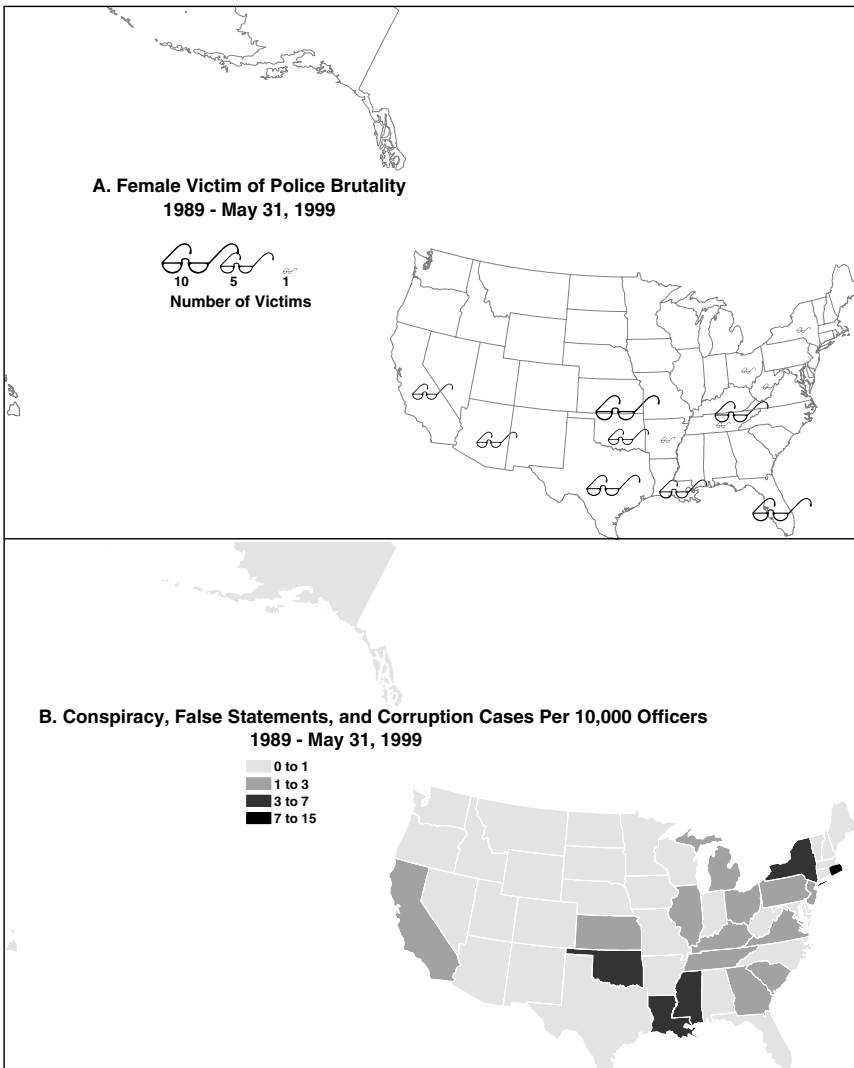 A. Female Victim of Police Brutality
1989 - May 31, 1999
10 5 1
Number of Victims
B. Conspiracy, False Statements, and Corruption Cases Per 10,000 Officers
1989 - May 31, 1999
0 to 1
1 to 3
3 to 7
7 to 15